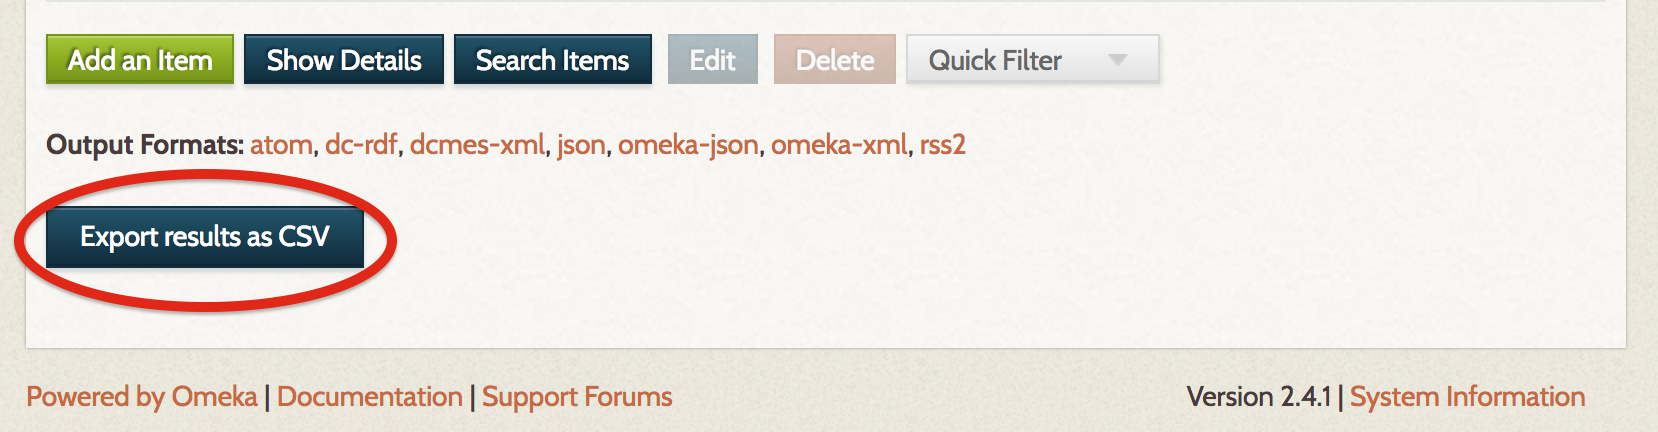 Add an Item Show Details Search Items Edit Delete Quick Filter
Output Formats: atom, dc-rdf, dcmes-xml, json, omeka-json, omeka-xml, rss2
Export results as CSV
Powered by Omeka | Documentation | Support Forums Version 2.4.1 | System Information